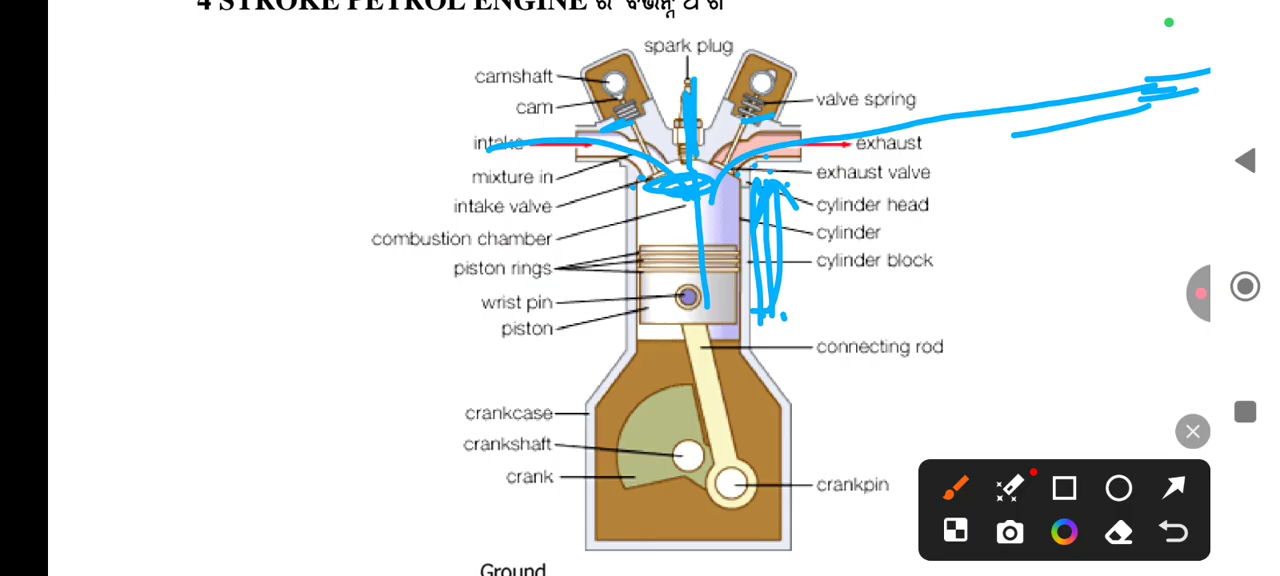 4 STROKE PETROL ENGINE ର ବିଭିନ୍ନ ଅଂଶ
spark plug
camshaft
cam
valve spring
intake
exhaust
mixture in
exhaust valve
intake valve
cylinder head
combustion chamber
cylinder
piston rings
cylinder block
wrist pin
piston
connecting rod
crankcase
crankshaft
crank
crankpin
Ground